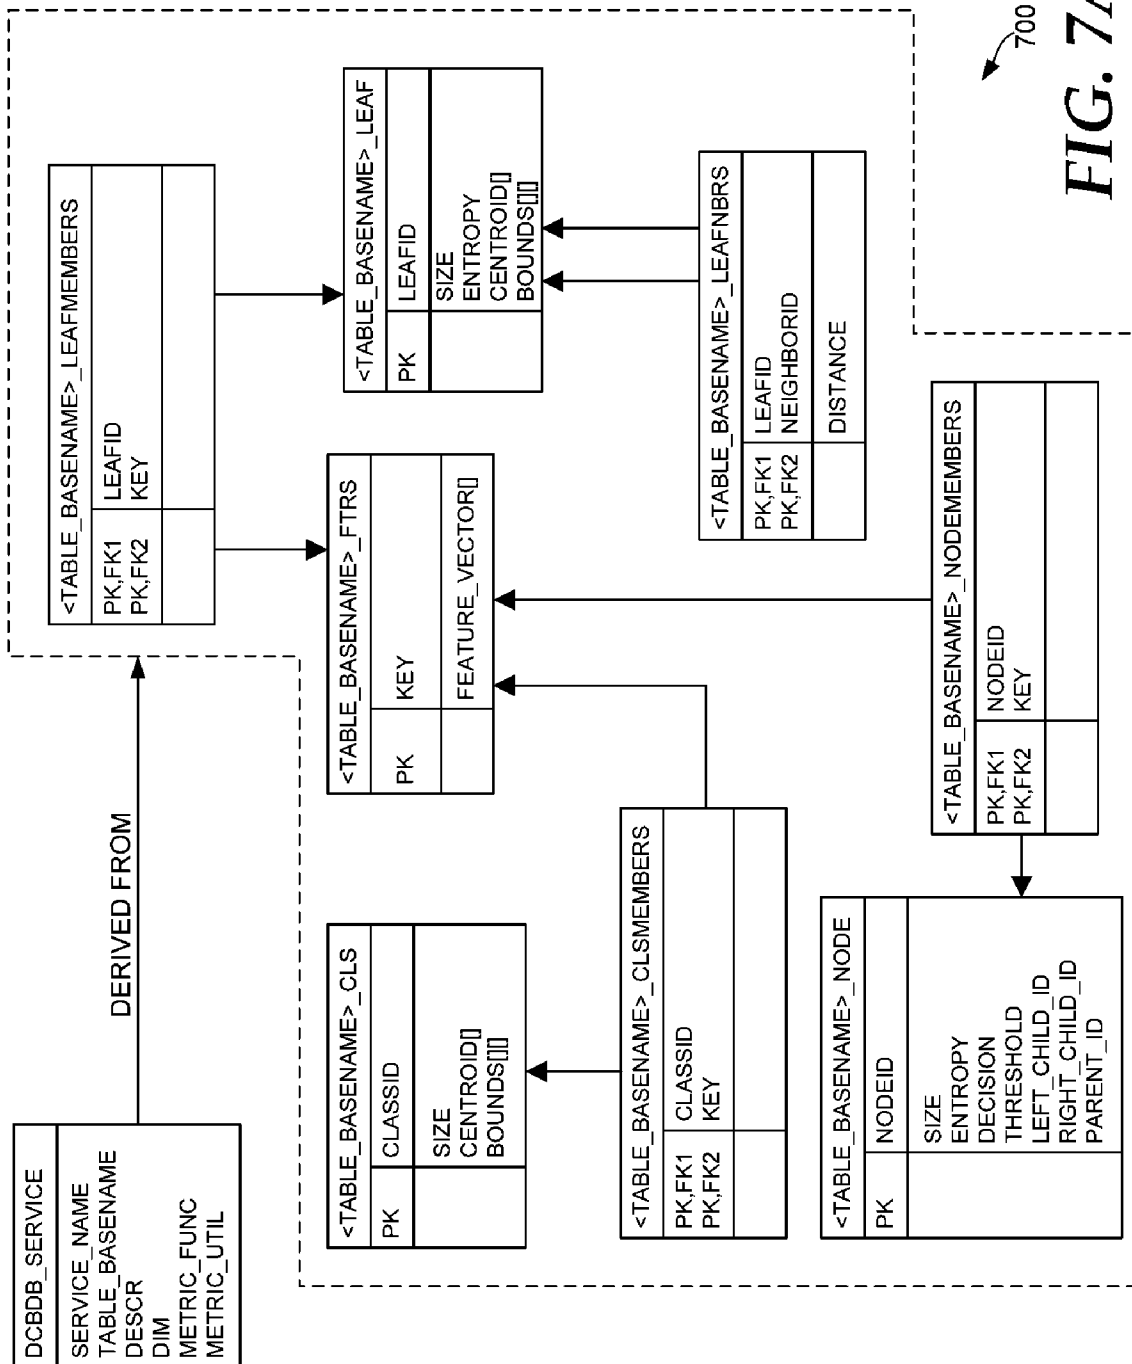 DCBDB_SERVICE
SERVICE_NAME
TABLE_BASENAME
DESCR
DIM
METRIC_FUNC
METRIC_UTIL
DERIVED FROM
<TABLE_BASENAME>_LEAFMEMBERS
PK,FK1 LEAFID
PK,FK2 KEY
<TABLE_BASENAME>_CLS
PK CLASSID
SIZE
CENTROID[]
BOUNDS[][]
<TABLE_BASENAME>_FTRS
PK KEY
FEATURE_VECTOR[]
<TABLE_BASENAME>_LEAF
PK LEAFID
SIZE
ENTROPY
CENTROID[]
BOUNDS[][]
<TABLE_BASENAME>_CLSMEMBERS
PK,FK1 CLASSID
PK,FK2 KEY
<TABLE_BASENAME>_LEAFNBRS
PK,FK1 LEAFID
PK,FK2 NEIGHBORID
DISTANCE
<TABLE_BASENAME>_NODE
PK NODEID
SIZE
ENTROPY
DECISION
THRESHOLD
LEFT_CHILD_ID
RIGHT_CHILD_ID
PARENT_ID
<TABLE_BASENAME>_NODEMEMBERS
PK,FK1 NODEID
PK,FK2 KEY
700
FIG. 7A